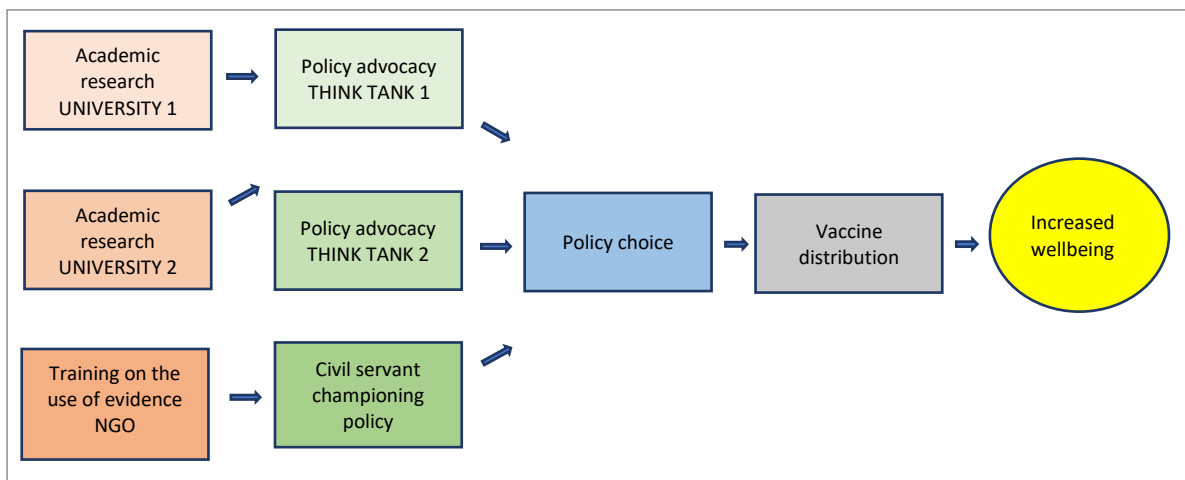 Academic
research
UNIVERSITY 1
Policy advocacy
THINK TANK 1
Academic
research
UNIVERSITY 2
Policy advocacy
THINK TANK 2
Policy choice
Vaccine
distribution
Increased
wellbeing
Training on the
use of evidence
NGO
Civil servant
championing
policy